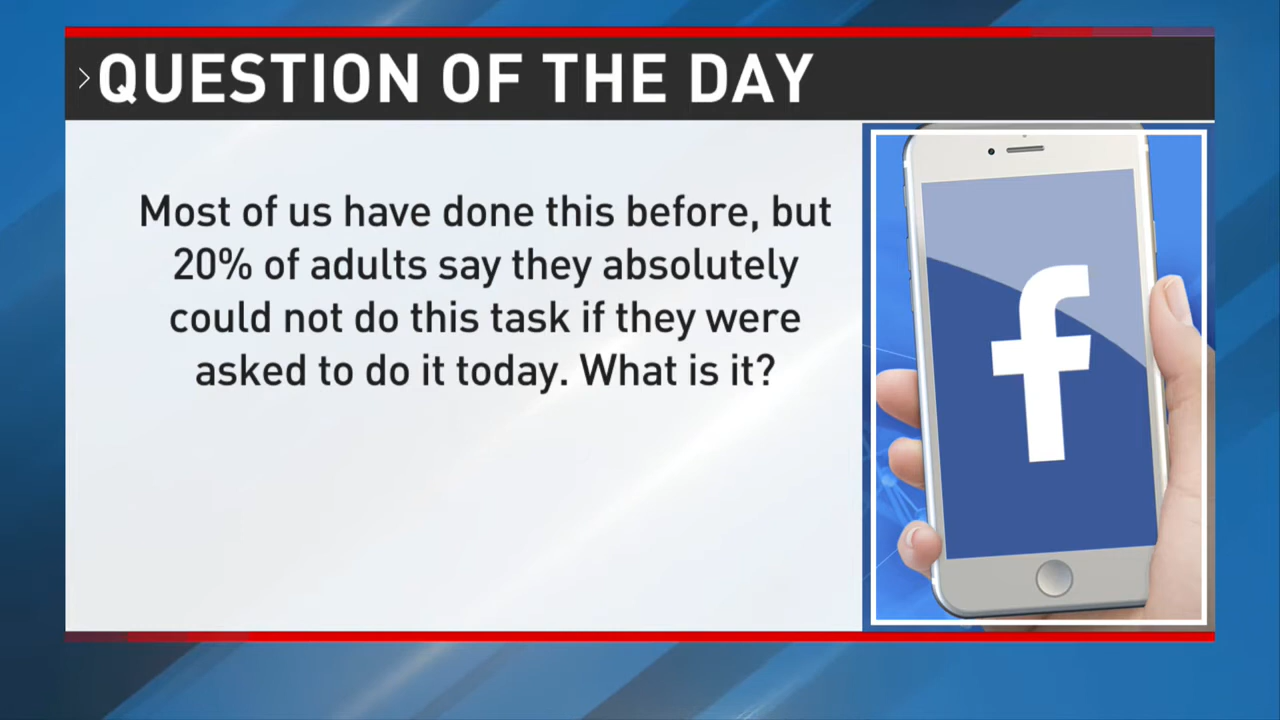 QUESTION OF THE DAY
Most of us have done this before, but
20% of adults say they absolutely
could not do this task if they were
asked to do it today. What is it?
f